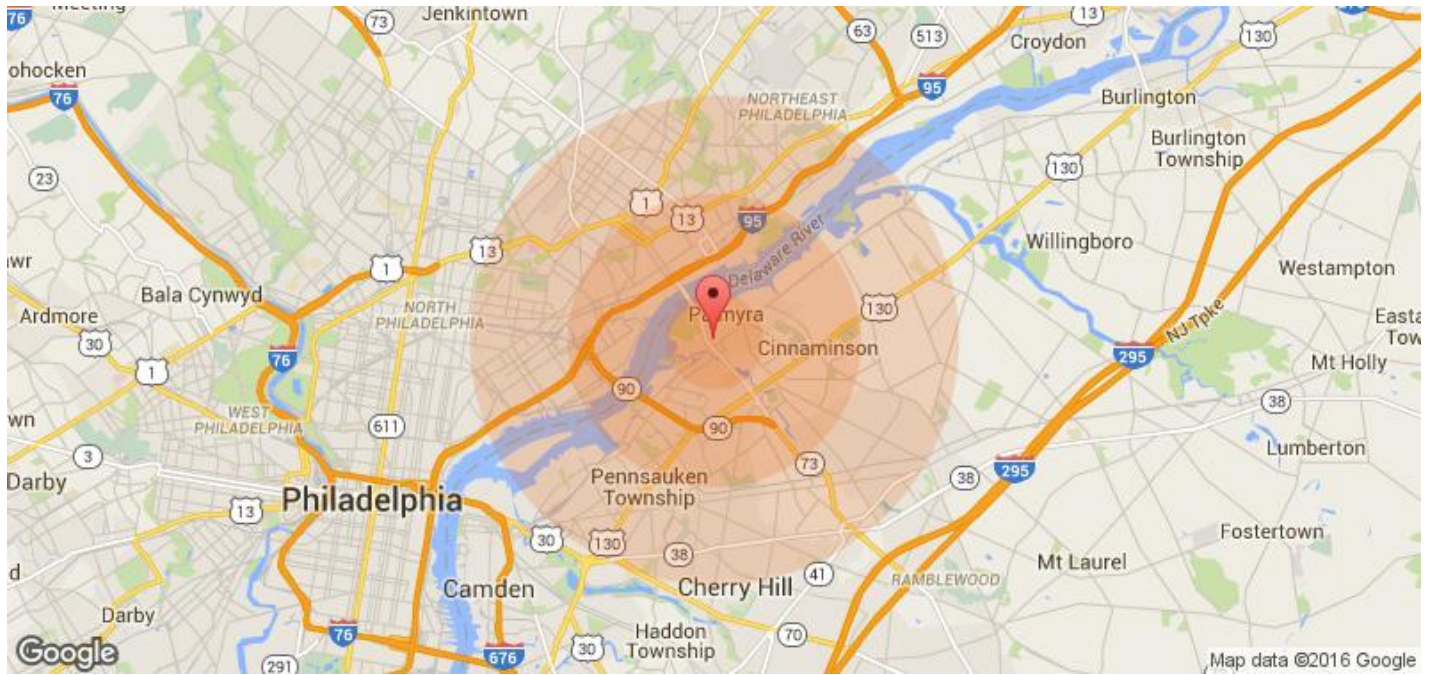 76
Meeting
Jenkintown
73
63
513
13
Croydon
130
ohocken
76
95
NORTHEAST
PHILADELPHIA
Burlington
Burlington
Township
130
23
1
13
95
Delaware River
Willingboro
13
1
Westampton
wr
Bala Cynwyd
NORTH
PHILADELPHIA
Palmyra
130
Ardmore
30
Cinnaminson
NJ Tpke
Easta
Tow
76
295
Mt Holly
1
90
38
WEST
PHILADELPHIA
wn
611
90
3
73
Lumberton
Darby
Pennsauken
Township
38
295
Philadelphia
13
Fostertown
30
130
38
d
41
RAMBLEWOOD
Mt Laurel
Camden
Cherry Hill
Darby
76
Haddon
Township
70
Google
291
676
30
Map data ©2016 Google